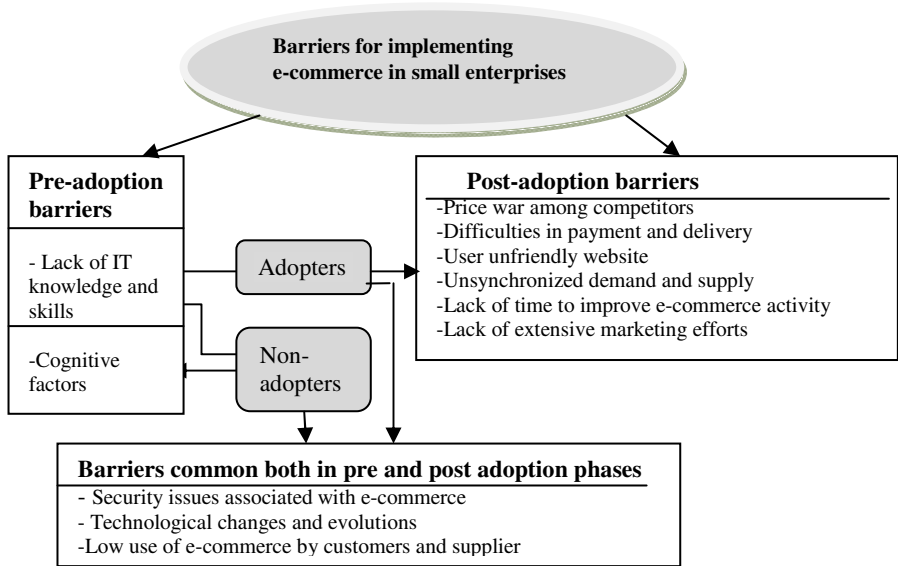 Barriers for implementing
e-commerce in small enterprises
Pre-adoption
barriers
- Lack of IT
knowledge and
skills
-Cognitive
factors
Adopters
Non-
adopters
Post-adoption barriers
-Price war among competitors
-Difficulties in payment and delivery
-User unfriendly website
-Unsynchronized demand and supply
-Lack of time to improve e-commerce activity
-Lack of extensive marketing efforts
Barriers common both in pre and post adoption phases
- Security issues associated with e-commerce
- Technological changes and evolutions
-Low use of e-commerce by customers and supplier